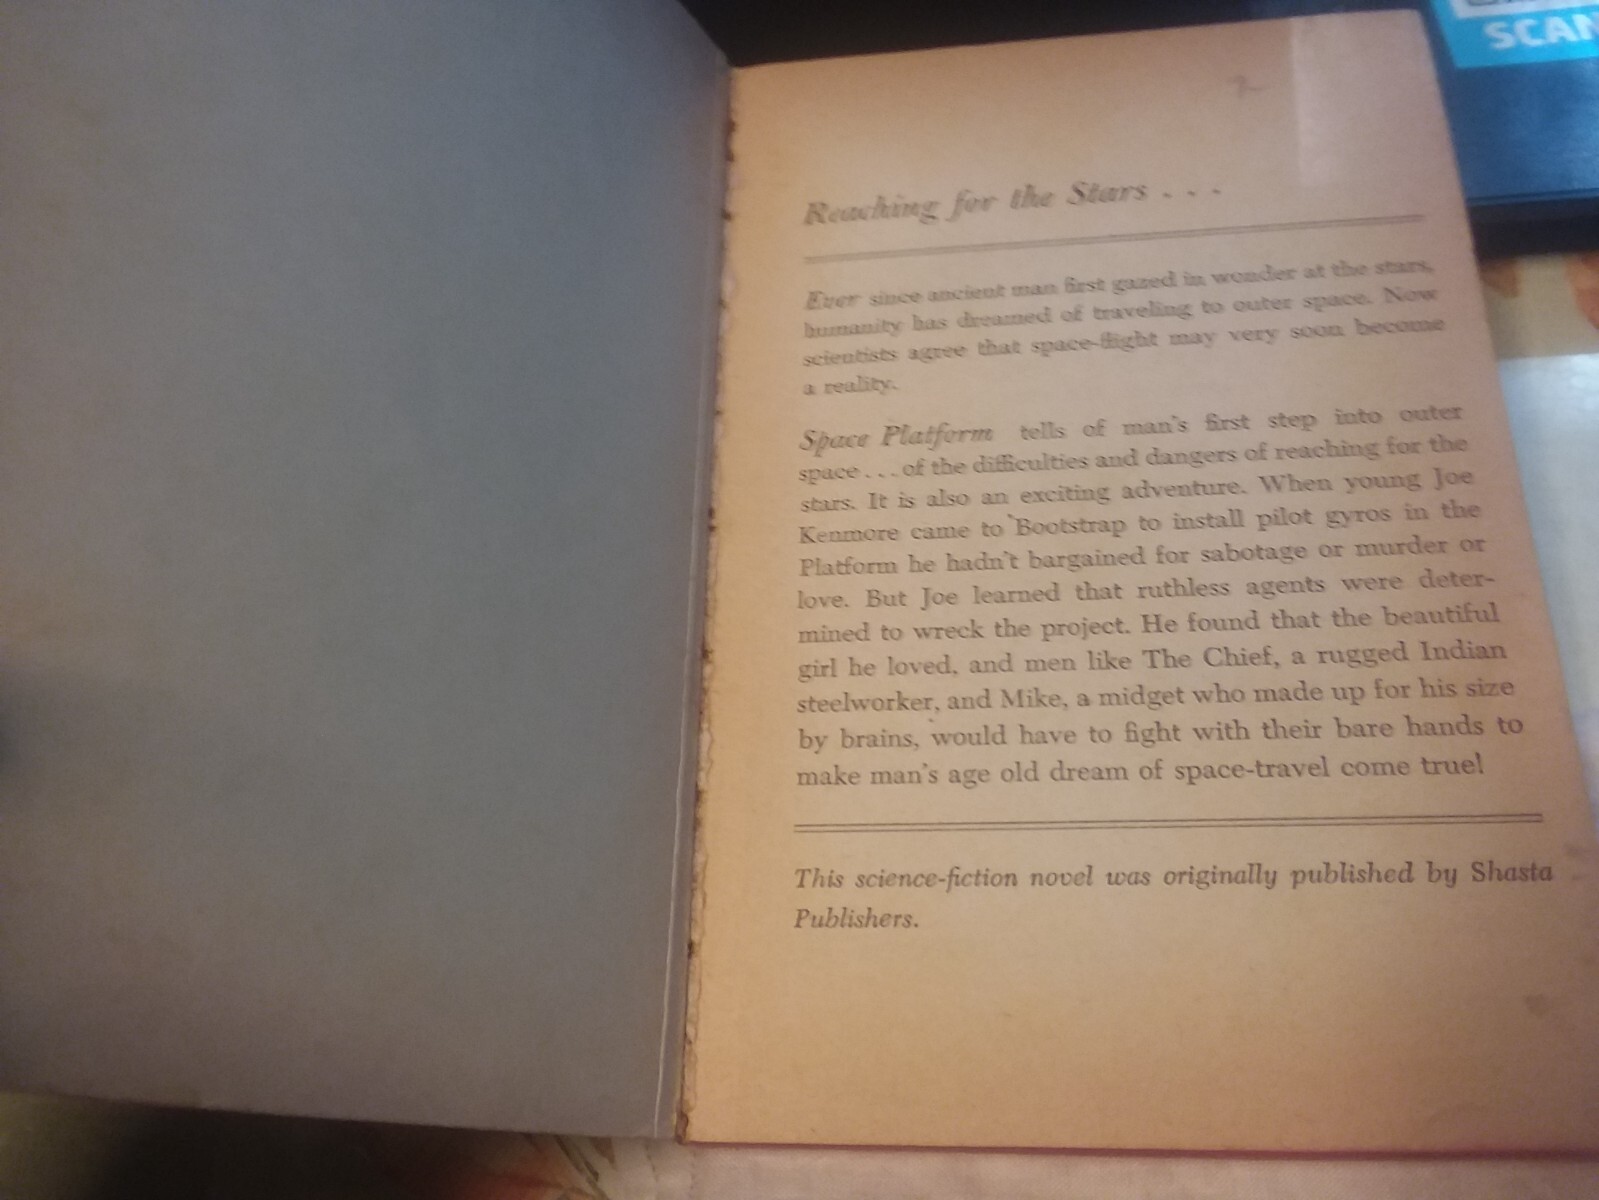 SCAN
Reaching for the Stars . . .
Ever since ancient man first gazed in wonder at the stars,
humanity has dreamed of traveling to outer space. Now
scientists agree that space-flight may very soon become
a reality.
Space Platform tells of man's first step into outer
space . . . of the difficulties and dangers of reaching for the
stars. It is also an exciting adventure. When young Joe
Kenmore came to Bootstrap to install pilot gyros in the
Platform he hadn't bargained for sabotage or murder or
love. But Joe learned that ruthless agents were deter-
mined to wreck the project. He found that the beautiful
girl he loved, and men like The Chief, a rugged Indian
steelworker, and Mike, a midget who made up for his size
by brains, would have to fight with their bare hands to
make man's age old dream of space-travel come true!
This science-fiction novel was originally published by Shasta
Publishers.